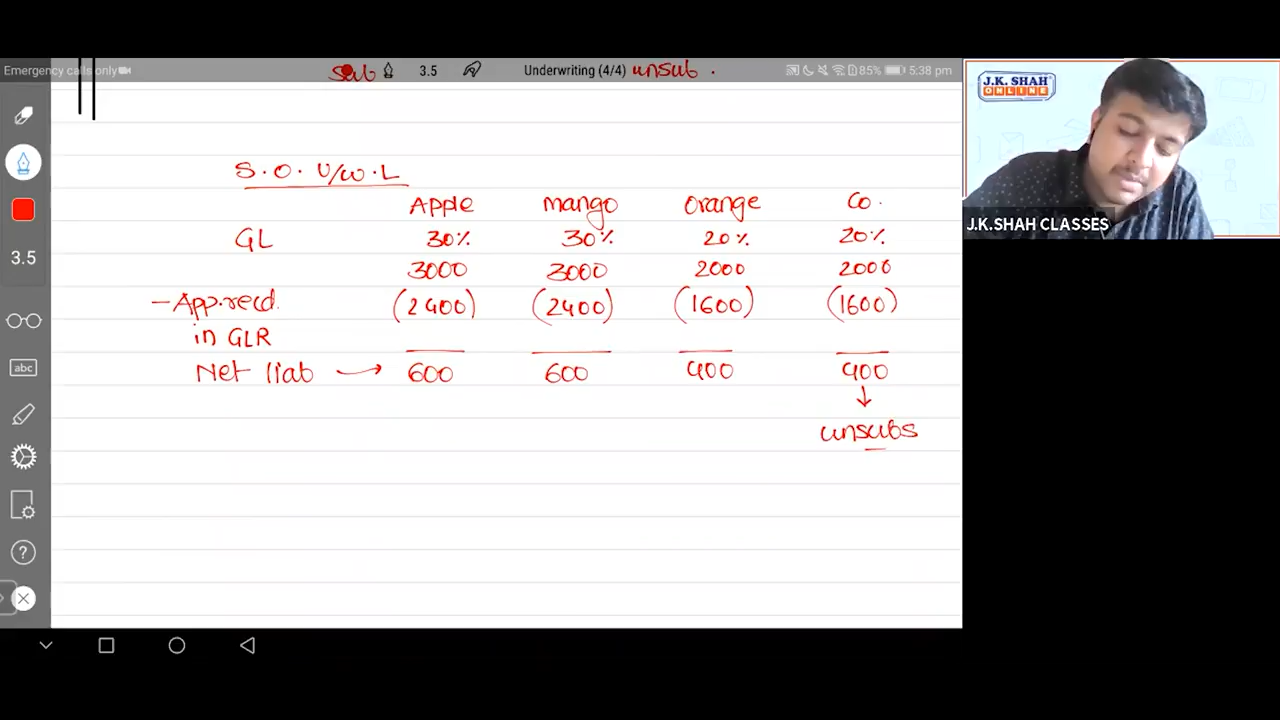 Emergency calls only
sub
3.5
Underwriting (4/4)
unsub .
85%
5:38 pm
J.K. SHAH
ONLINE
J.K.SHAH CLASSES
3.5
abc
?
S.O. U/W.L
Apple mango Orange Co.
GL 30% 30% 20% 20%
3000 3000 2000 2000
- App.recd. (2400) (2400) (1600) (1600)
in GLR
Net liab → 600 600 400 400
↓
unsubs